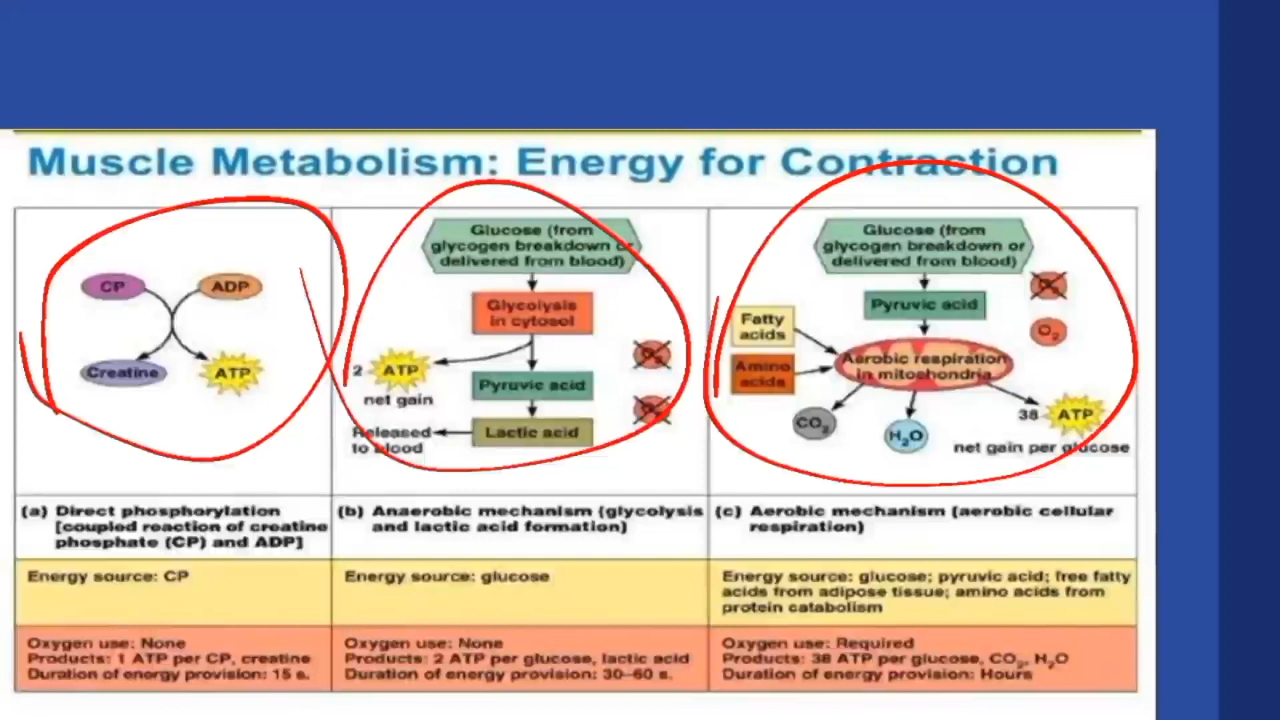 Muscle Metabolism: Energy for Contraction
CP
ADP
Creatine
ATP
Glucose (from
glycogen breakdown or
delivered from blood)
Glycolysis
in cytosol
2
ATP
net gain
Pyruvic acid
Released
to blood
Lactic acid
O₂
O₂
Glucose (from
glycogen breakdown or
delivered from blood)
Pyruvic acid
O₂
O₂
Fatty
acids
Amino
acids
Aerobic respiration
in mitochondria
CO₂
H₂O
38
ATP
net gain per glucose
(a) Direct phosphorylation
[coupled reaction of creatine
phosphate (CP) and ADP]
(b) Anaerobic mechanism (glycolysis
and lactic acid formation)
(c) Aerobic mechanism (aerobic cellular
respiration)
Energy source: CP
Energy source: glucose
Energy source: glucose; pyruvic acid; free fatty
acids from adipose tissue; amino acids from
protein catabolism
Oxygen use: None
Products: 1 ATP per CP, creatine
Duration of energy provision: 15 s.
Oxygen use: None
Products: 2 ATP per glucose, lactic acid
Duration of energy provision: 30–60 s.
Oxygen use: Required
Products: 38 ATP per glucose, CO₂, H₂O
Duration of energy provision: Hours